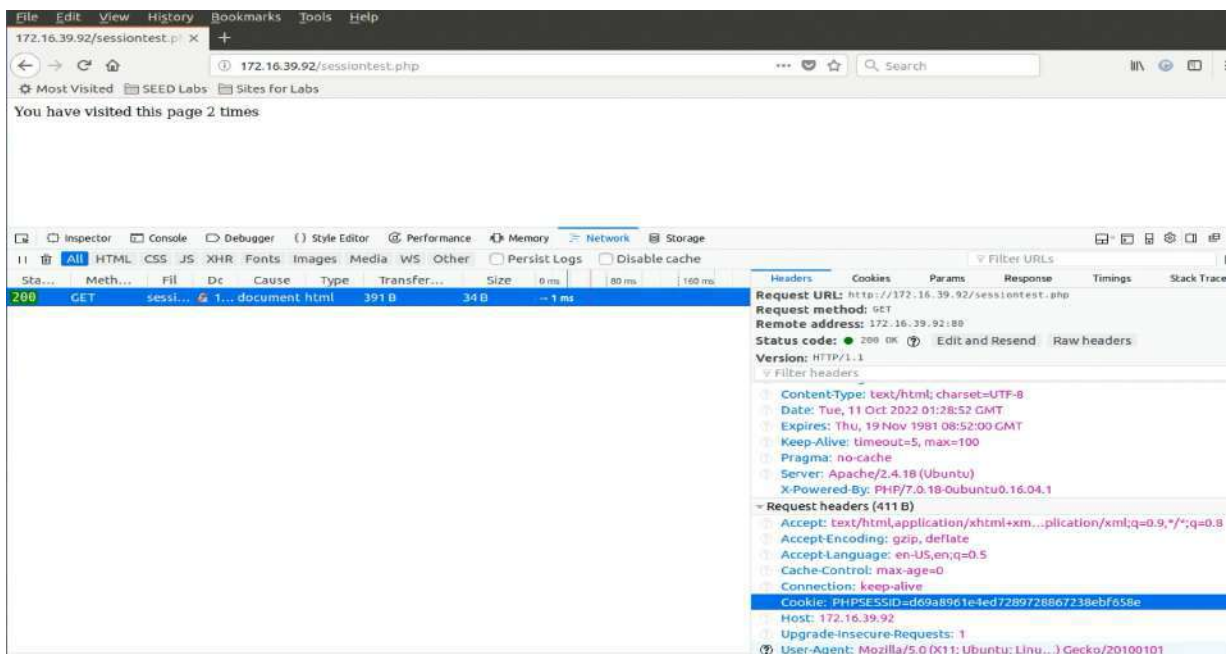 File Edit View History Bookmarks Tools Help
172.16.39.92/sessiontest.p
172.16.39.92/sessiontest.php
Search
Most Visited SEED Labs Sites for Labs
You have visited this page 2 times
Inspector Console Debugger {} Style Editor Performance Memory Network Storage
All HTML CSS JS XHR Fonts Images Media WS Other Persist Logs Disable cache Filter URLs
Sta... Meth... Fil Dc Cause Type Transfer... Size 0 ms 80 ms 160 ms
200 GET sessi... 1... document html 391 B 34 B → 1 ms
Headers Cookies Params Response Timings Stack Trace
Request URL: http://172.16.39.92/sessiontest.php
Request method: GET
Remote address: 172.16.39.92:80
Status code: 200 OK Edit and Resend Raw headers
Version: HTTP/1.1
Filter headers
Content-Type: text/html; charset=UTF-8
Date: Tue, 11 Oct 2022 01:28:52 GMT
Expires: Thu, 19 Nov 1981 08:52:00 GMT
Keep-Alive: timeout=5, max=100
Pragma: no-cache
Server: Apache/2.4.18 (Ubuntu)
X-Powered-By: PHP/7.0.18-0ubuntu0.16.04.1
Request headers (411 B)
Accept: text/html,application/xhtml+xm...plication/xml;q=0.9,*/*;q=0.8
Accept-Encoding: gzip, deflate
Accept-Language: en-US,en;q=0.5
Cache-Control: max-age=0
Connection: keep-alive
Cookie: PHPSESSID=d69a8961e4ed7289728867238ebf658e
Host: 172.16.39.92
Upgrade-Insecure-Requests: 1
User-Agent: Mozilla/5.0 (X11; Ubuntu; Linu...) Gecko/20100101